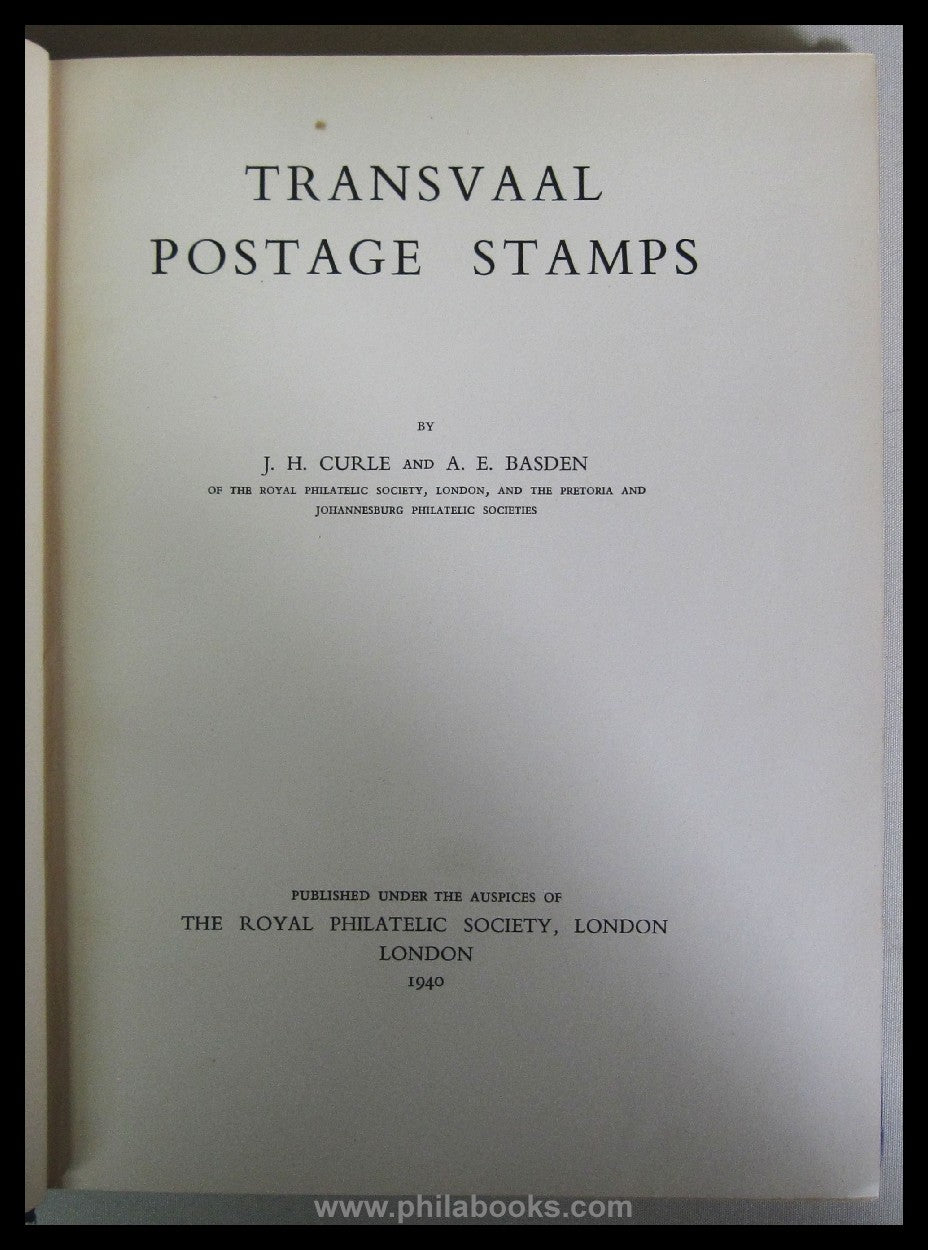 TRANSVAAL
POSTAGE STAMPS
BY
J. H. CURLE AND A. E. BASDEN
OF THE ROYAL PHILATELIC SOCIETY, LONDON, AND THE PRETORIA AND
JOHANNESBURG PHILATELIC SOCIETIES
PUBLISHED UNDER THE AUSPICES OF
THE ROYAL PHILATELIC SOCIETY, LONDON
LONDON
1940
www.philabooks.com